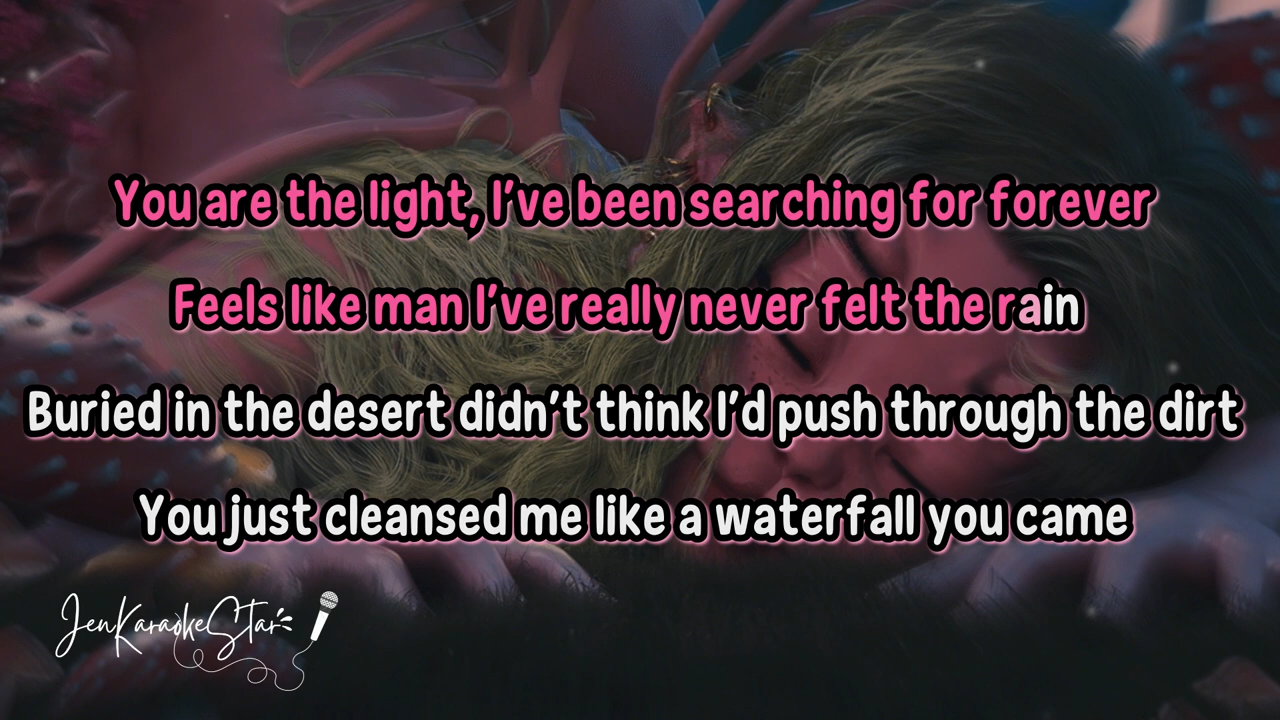 You are the light, I've been searching for forever
Feels like man I've really never felt the rain
Buried in the desert didn't think I'd push through the dirt
You just cleansed me like a waterfall you came
JenKaraokeStar